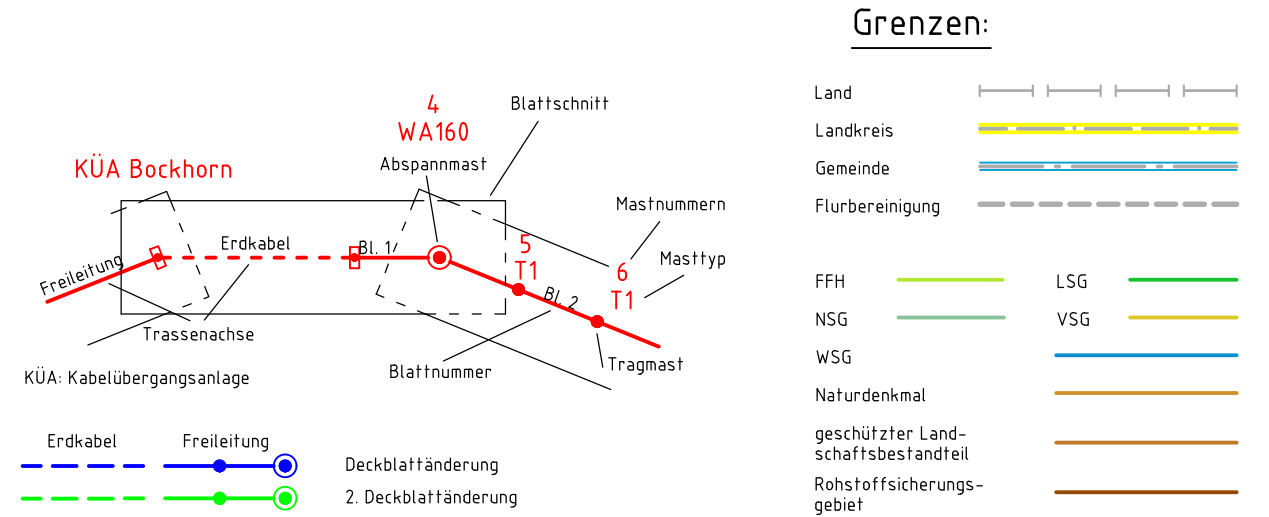 Grenzen:
Land
Landkreis
Gemeinde
Flurbereinigung
FFH
LSG
NSG
VSG
WSG
Naturdenkmal
geschützter Land-
schaftsbestandteil
Rohstoffsicherungs-
gebiet
4
WA160
Abspannmast
Blattschnitt
KÜA Bockhorn
Mastnummern
Erdkabel
Bl. 1
5
T1
Masttyp
6
T1
Freileitung
Bl. 2
Trassenachse
Blattnummer
Tragmast
KÜA: Kabelübergangsanlage
Erdkabel
Freileitung
Deckblattänderung
2. Deckblattänderung